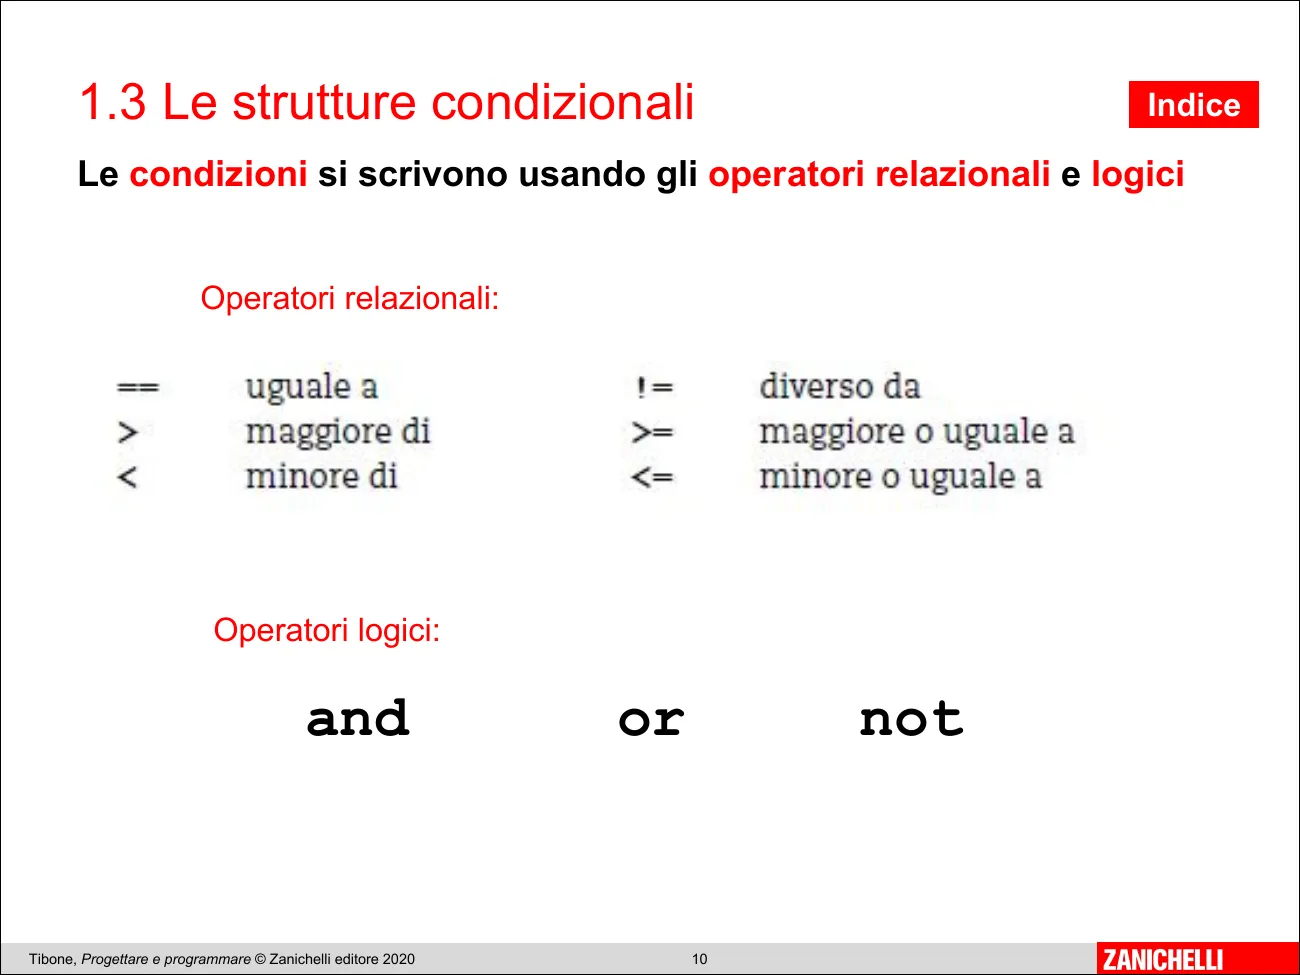 1.3 Le strutture condizionali
Indice
Le condizioni si scrivono usando gli operatori relazionali e logici
Operatori relazionali:
== uguale a != diverso da
> maggiore di >= maggiore o uguale a
< minore di <= minore o uguale a
Operatori logici:
and or not
Tibone, Progettare e programmare © Zanichelli editore 2020 10 ZANICHELLI